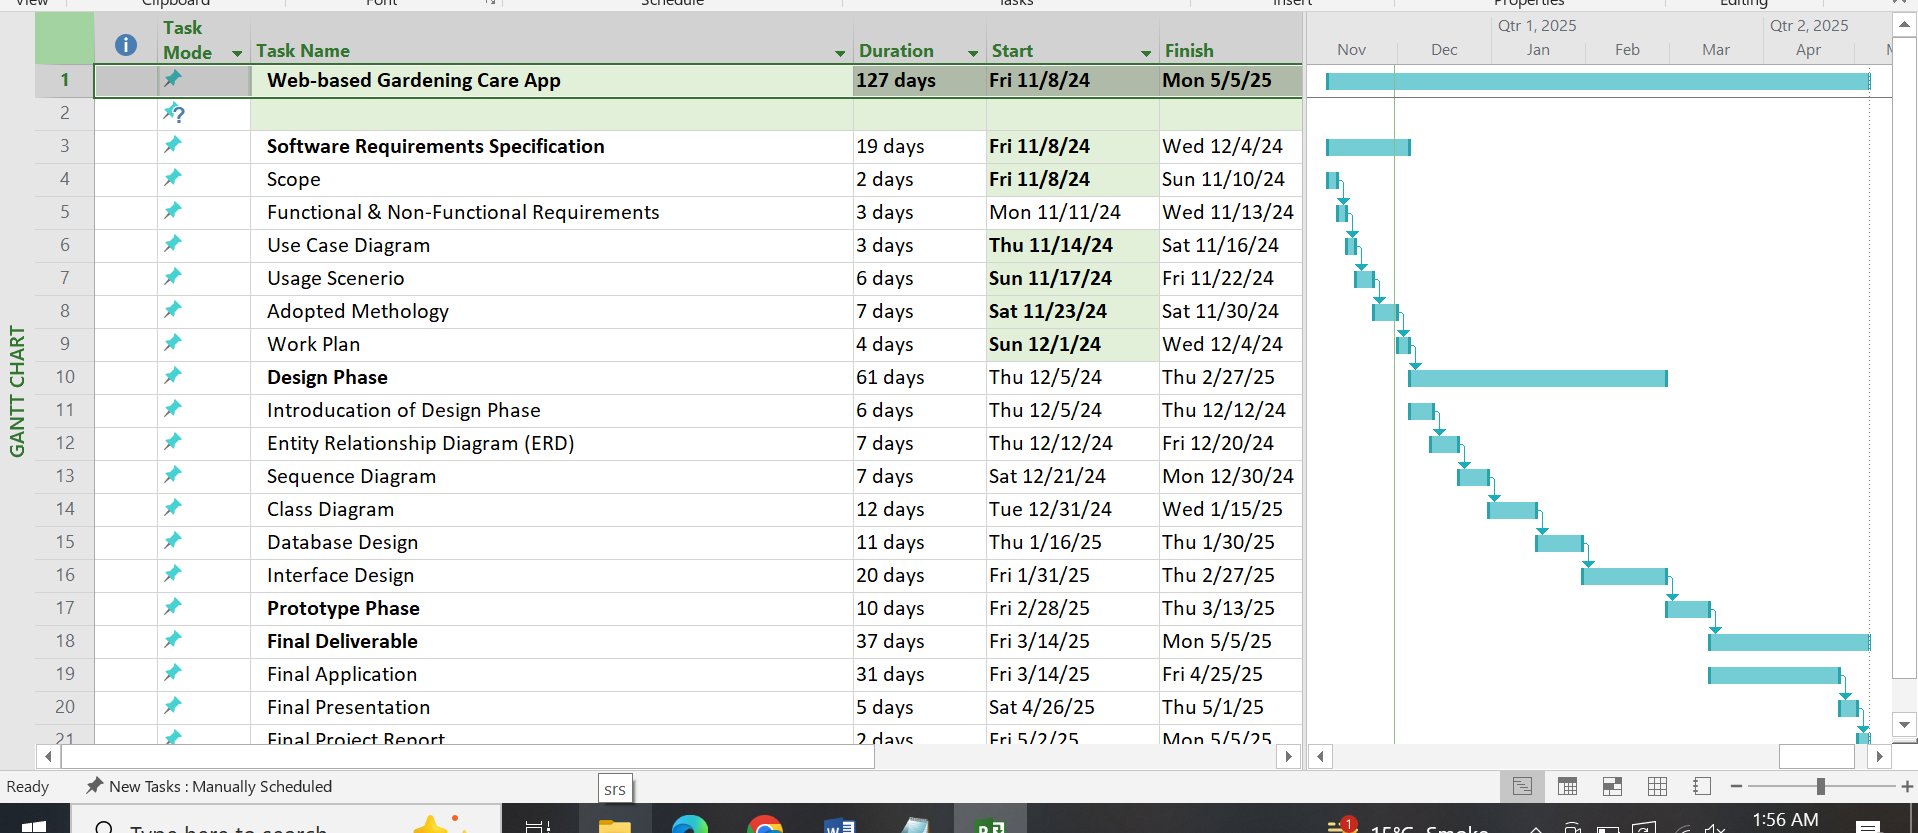 View Clipboard Font Schedule Tasks Insert Properties Editing
Task Mode Task Name Duration Start Finish
Qtr 1, 2025 Qtr 2, 2025
Nov Dec Jan Feb Mar Apr
1 Web-based Gardening Care App 127 days Fri 11/8/24 Mon 5/5/25
2 ?
3 Software Requirements Specification 19 days Fri 11/8/24 Wed 12/4/24
4 Scope 2 days Fri 11/8/24 Sun 11/10/24
5 Functional & Non-Functional Requirements 3 days Mon 11/11/24 Wed 11/13/24
6 Use Case Diagram 3 days Thu 11/14/24 Sat 11/16/24
7 Usage Scenerio 6 days Sun 11/17/24 Fri 11/22/24
8 Adopted Methology 7 days Sat 11/23/24 Sat 11/30/24
9 Work Plan 4 days Sun 12/1/24 Wed 12/4/24
10 Design Phase 61 days Thu 12/5/24 Thu 2/27/25
11 Introducation of Design Phase 6 days Thu 12/5/24 Thu 12/12/24
12 Entity Relationship Diagram (ERD) 7 days Thu 12/12/24 Fri 12/20/24
13 Sequence Diagram 7 days Sat 12/21/24 Mon 12/30/24
14 Class Diagram 12 days Tue 12/31/24 Wed 1/15/25
15 Database Design 11 days Thu 1/16/25 Thu 1/30/25
16 Interface Design 20 days Fri 1/31/25 Thu 2/27/25
17 Prototype Phase 10 days Fri 2/28/25 Thu 3/13/25
18 Final Deliverable 37 days Fri 3/14/25 Mon 5/5/25
19 Final Application 31 days Fri 3/14/25 Fri 4/25/25
20 Final Presentation 5 days Sat 4/26/25 Thu 5/1/25
21 Final Project Report 2 days Fri 5/2/25 Mon 5/5/25
GANTT CHART
Ready New Tasks : Manually Scheduled
srs
Type here to search
1
15°C Smoke
1:56 AM